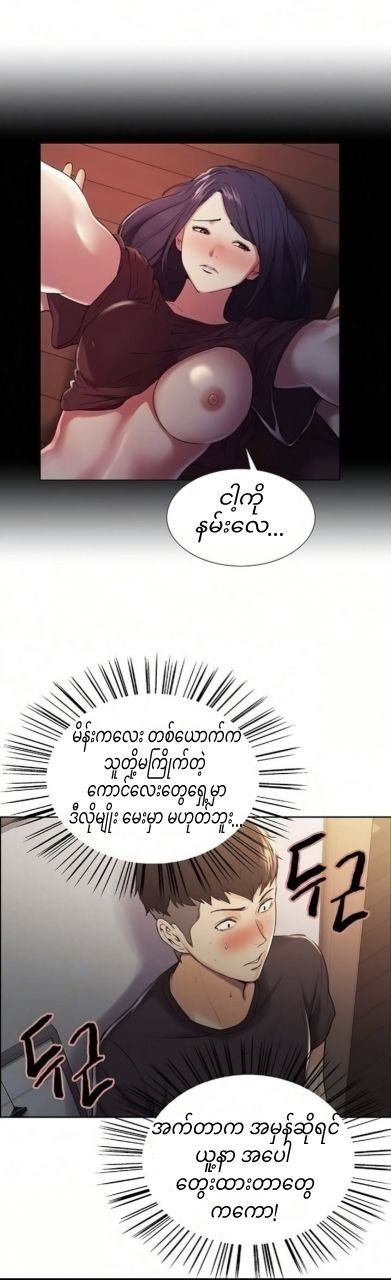 ငါ့ကို
နမ်းလေ...
မိန်းကလေး တစ်ယောက်က
သူတို့မကြိုက်တဲ့
ကောင်လေးတွေရှေ့မှာ
ဒီလိုမျိုး မေးမှာ မဟုတ်ဘူး...
두근
두근
အက်တာက အမှန်ဆိုရင်
ယူ့နာ အပေါ်
တွေးထားတာတွေ
ကကော!